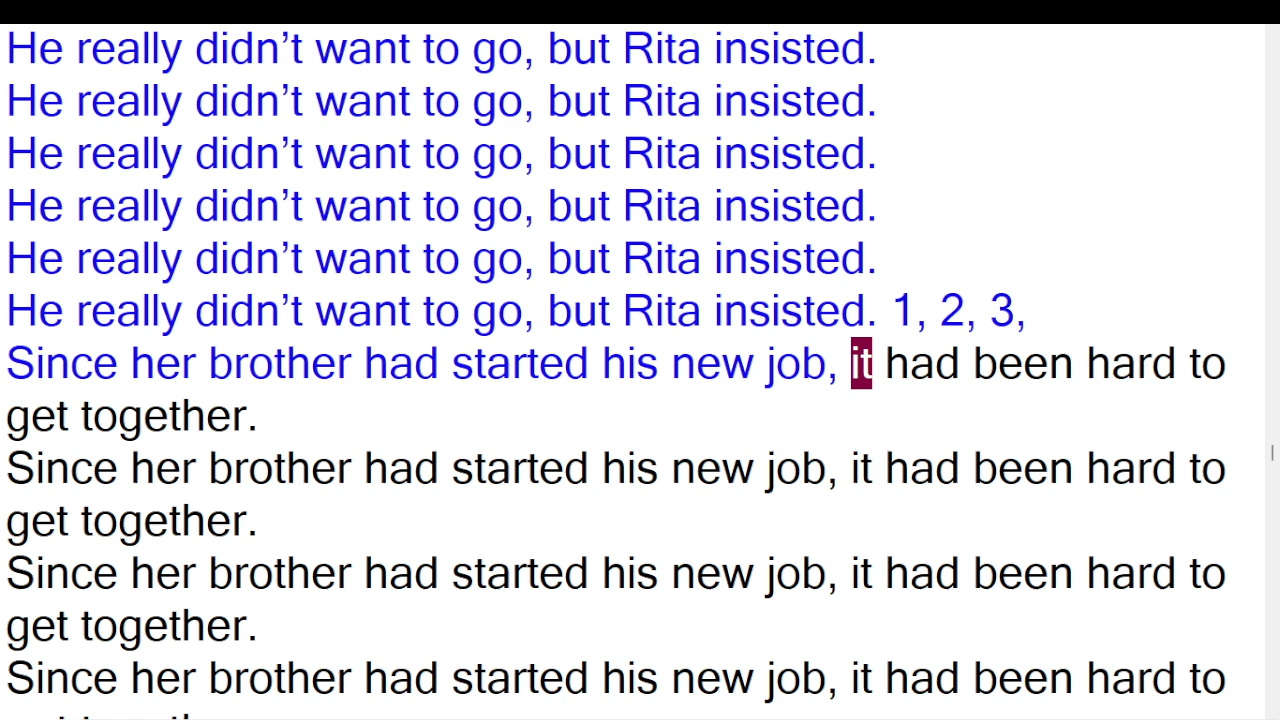 He really didn’t want to go, but Rita insisted.
He really didn’t want to go, but Rita insisted.
He really didn’t want to go, but Rita insisted.
He really didn’t want to go, but Rita insisted.
He really didn’t want to go, but Rita insisted.
He really didn’t want to go, but Rita insisted. 1, 2, 3,
Since her brother had started his new job, it had been hard to
get together.
Since her brother had started his new job, it had been hard to
get together.
Since her brother had started his new job, it had been hard to
get together.
Since her brother had started his new job, it had been hard to